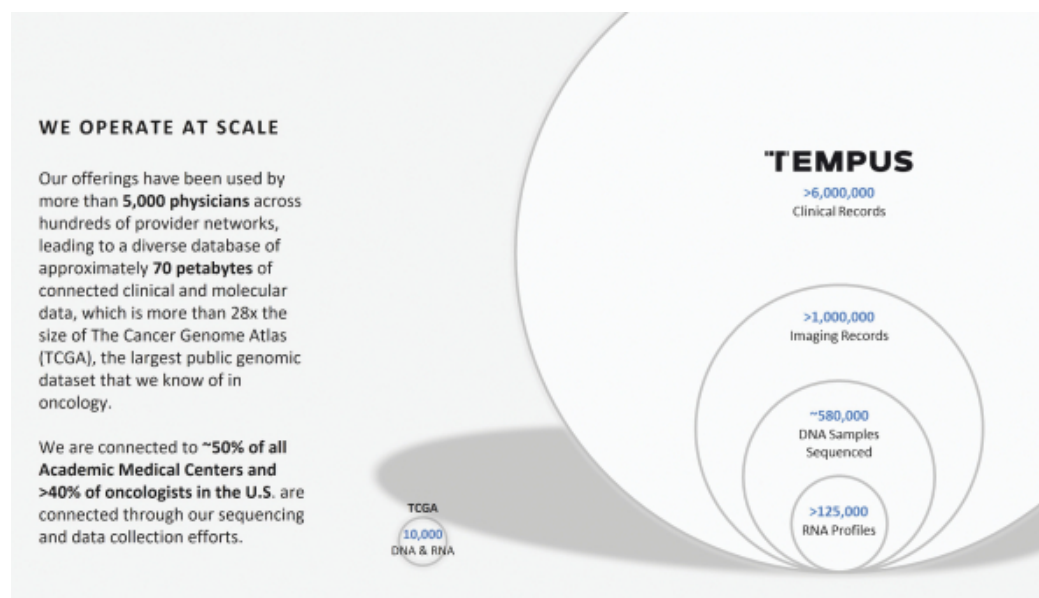 WE OPERATE AT SCALE
Our offerings have been used by
more than 5,000 physicians across
hundreds of provider networks,
leading to a diverse database of
approximately 70 petabytes of
connected clinical and molecular
data, which is more than 28x the
size of The Cancer Genome Atlas
(TCGA), the largest public genomic
dataset that we know of in
oncology.
We are connected to ~50% of all
Academic Medical Centers and
>40% of oncologists in the U.S. are
connected through our sequencing
and data collection efforts.
TCGA
10,000
DNA & RNA
TEMPUS
>6,000,000
Clinical Records
>1,000,000
Imaging Records
~580,000
DNA Samples
Sequenced
>125,000
RNA Profiles